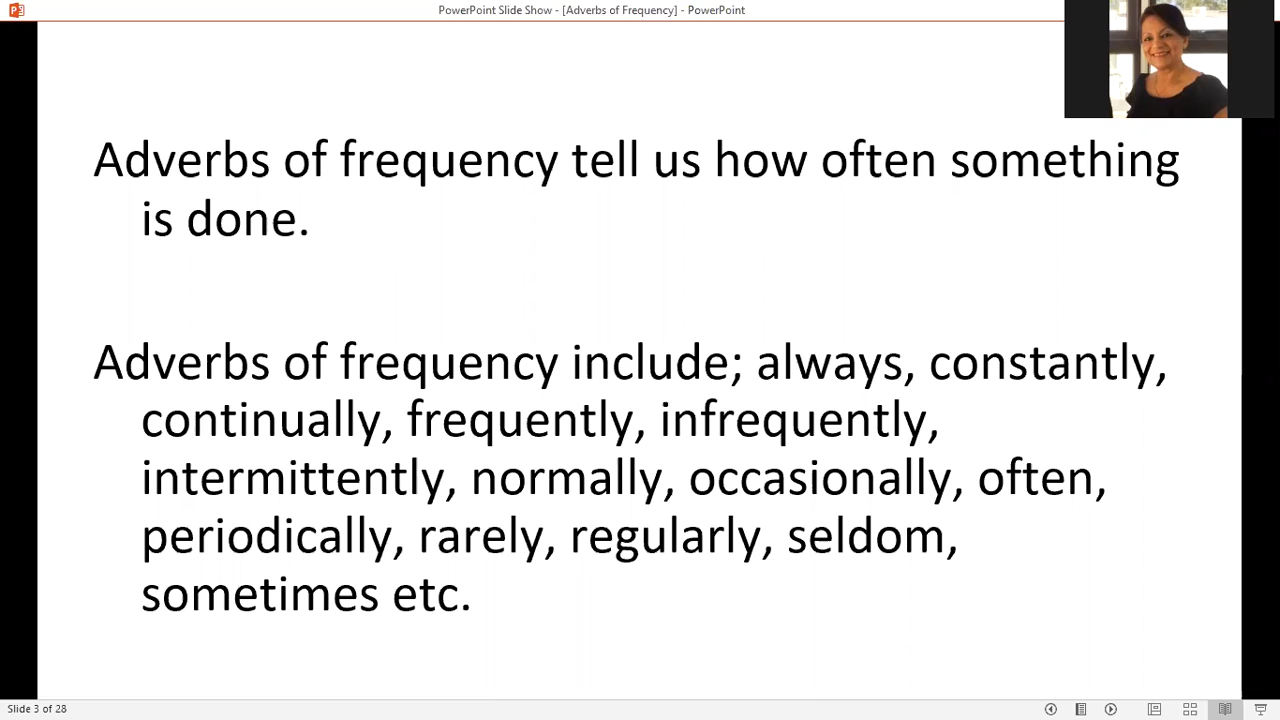 PowerPoint Slide Show - [Adverbs of Frequency] - PowerPoint
Adverbs of frequency tell us how often something
is done.
Adverbs of frequency include; always, constantly,
continually, frequently, infrequently,
intermittently, normally, occasionally, often,
periodically, rarely, regularly, seldom,
sometimes etc.
Slide 3 of 28